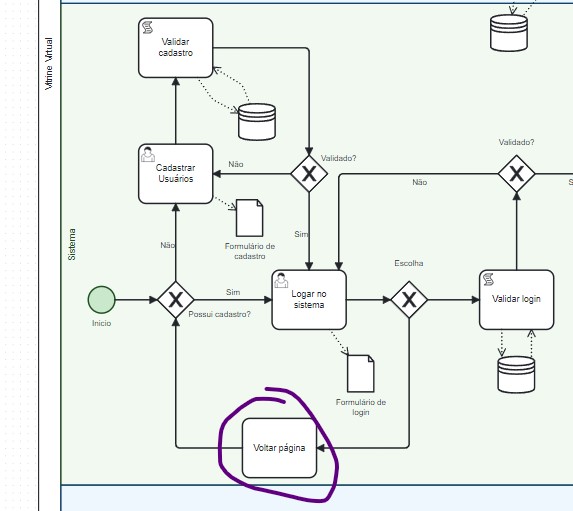 Vitrine Virtual
Sistema
Validar
cadastro
Validado?
Validado?
Não
Cadastrar
Usuários
Não
Formulário de
cadastro
Sim
Não
Escolha
Sim
Logar no
sistema
Validar login
Possui cadastro?
Início
Formulário de
login
Voltar página